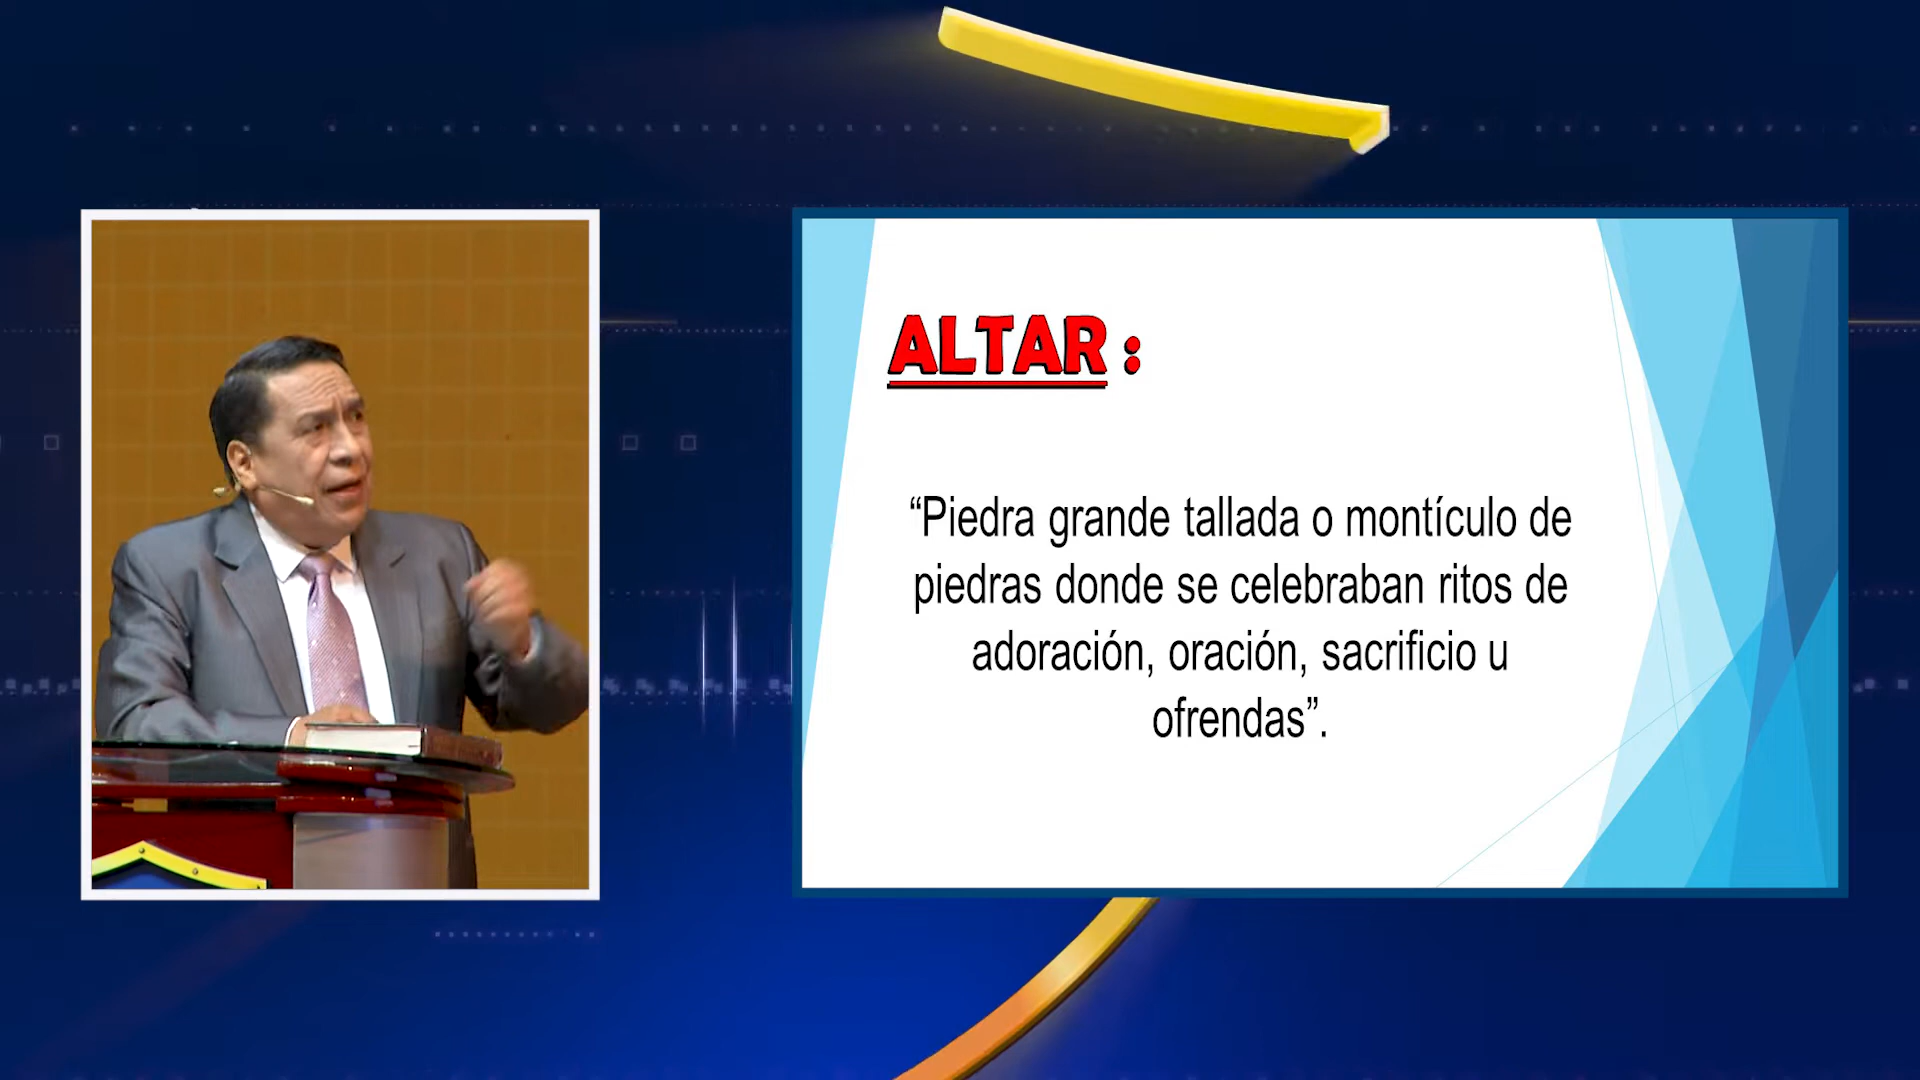 ALTAR :
“Piedra grande tallada o montículo de
piedras donde se celebraban ritos de
adoración, oración, sacrificio u
ofrendas”.